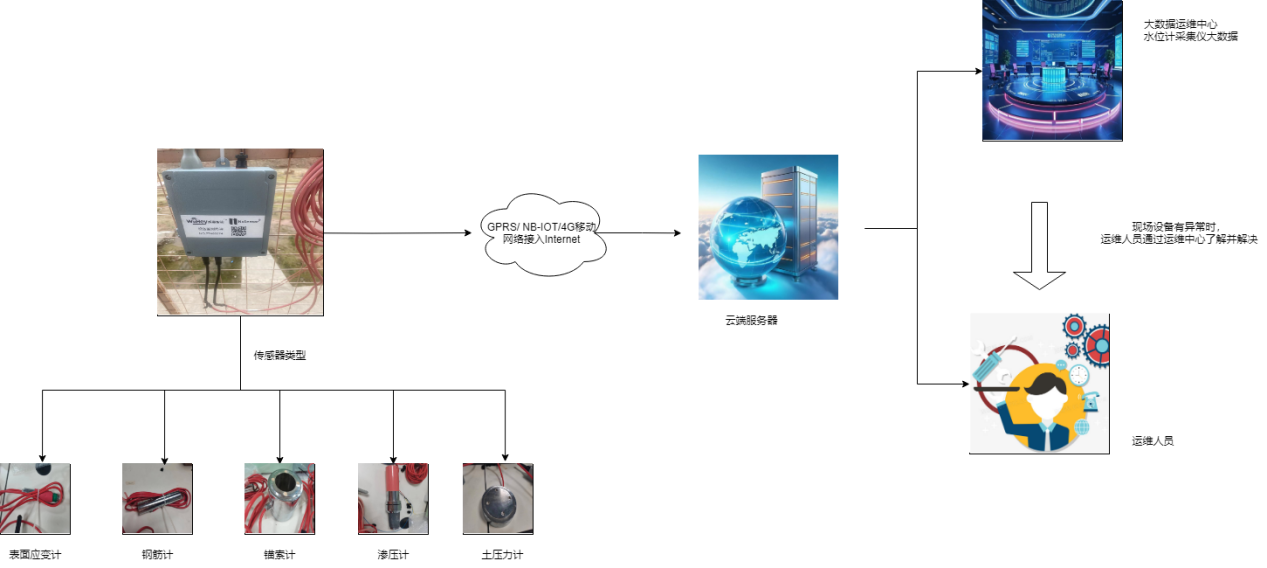 大数据运维中心
水位计采集仪大数据
GPRS/ NB-IOT/4G移动
网络接入Internet
现场设备有异常时，
运维人员通过运维中心了解并解决
云端服务器
传感器类型
运维人员
表面应变计
钢筋计
锚索计
渗压计
土压力计